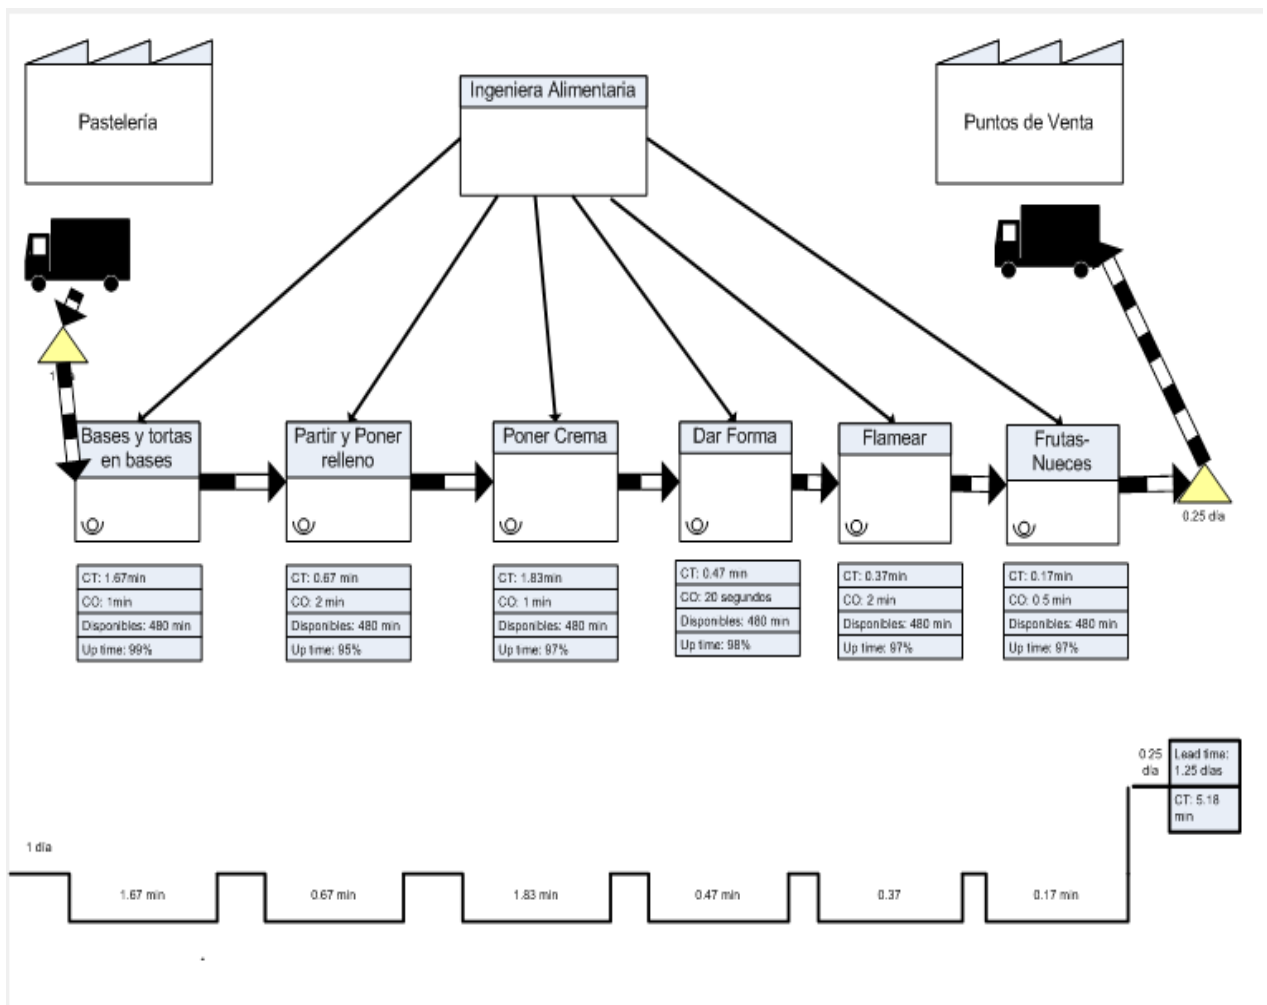 Pastelería
Ingeniera Alimentaria
Puntos de Venta
Bases y tortas
en bases
Partir y Poner
relleno
Poner Crema
Dar Forma
Flamear
Frutas-
Nueces
0.25 día
CT: 1.67min
CO: 1min
Disponibles: 480 min
Up time: 99%
CT: 0.67 min
CO: 2 min
Disponibles: 480 min
Up time: 95%
CT: 1.83min
CO: 1 min
Disponibles: 480 min
Up time: 97%
CT: 0.47 min
CO: 20 segundos
Disponibles: 480 min
Up time: 98%
CT: 0.37min
CO: 2 min
Disponibles: 480 min
Up time: 97%
CT: 0.17min
CO: 0.5 min
Disponibles: 480 min
Up time: 97%
0.25
día
Lead time:
1.25 días
CT: 5.18
min
1 día
1.67 min
0.67 min
1.83 min
0.47 min
0.37
0.17 min